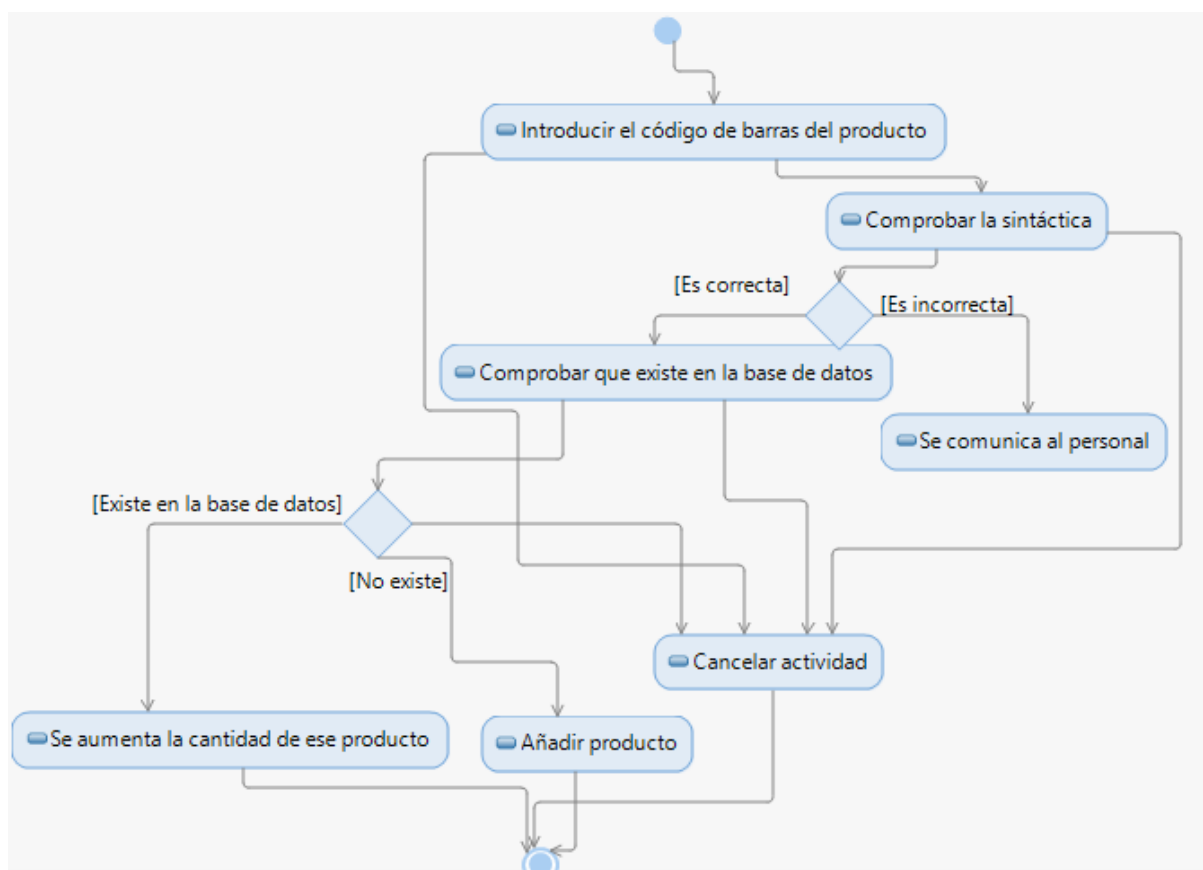 Introducir el código de barras del producto
Comprobar la sintáctica
[Es correcta]
[Es incorrecta]
Comprobar que existe en la base de datos
Se comunica al personal
[Existe en la base de datos]
[No existe]
Cancelar actividad
Se aumenta la cantidad de ese producto
Añadir producto